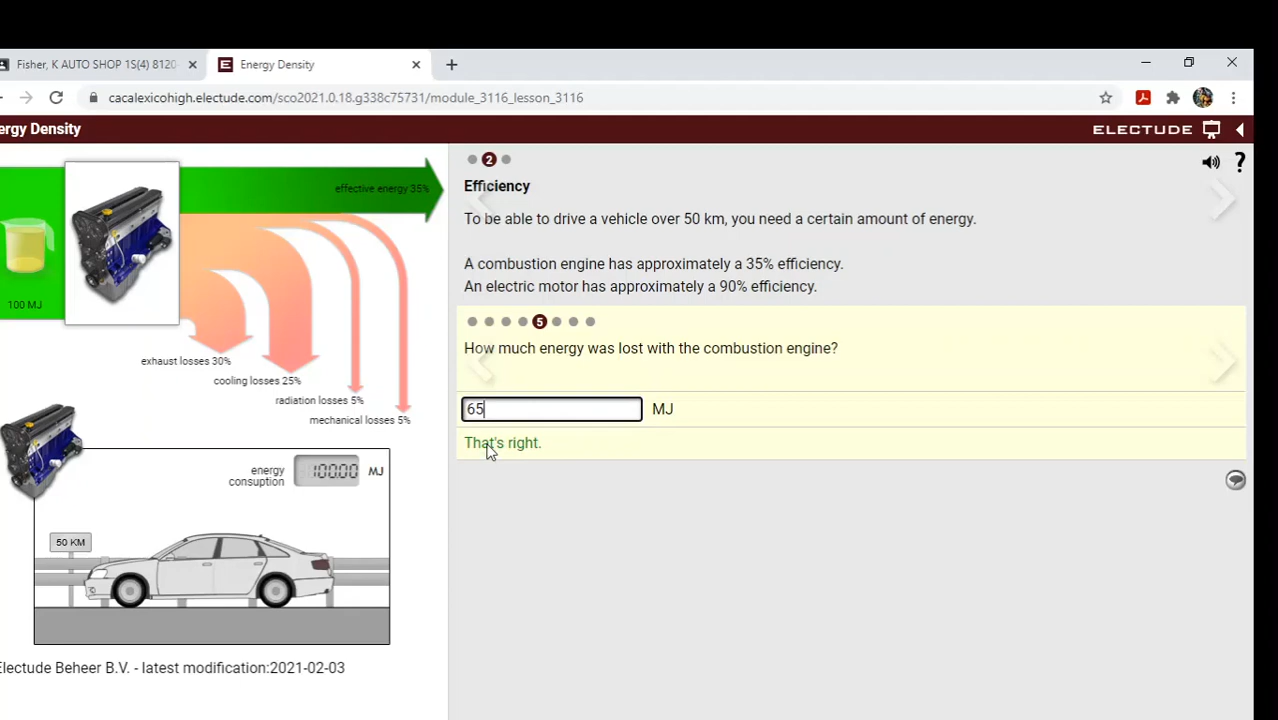 Fisher, K AUTO SHOP 1S(4) 8120
Energy Density
cacalexicohigh.electude.com/sco2021.0.18.g338c75731/module_3116_lesson_3116
ergy Density
ELECTUDE
effective energy 35%
100 MJ
exhaust losses 30%
cooling losses 25%
radiation losses 5%
mechanical losses 5%
energy
consuption
100.00 MJ
50 KM
Electude Beheer B.V. - latest modification:2021-02-03
2
?
Efficiency
To be able to drive a vehicle over 50 km, you need a certain amount of energy.
A combustion engine has approximately a 35% efficiency.
An electric motor has approximately a 90% efficiency.
5
How much energy was lost with the combustion engine?
65 MJ
That's right.